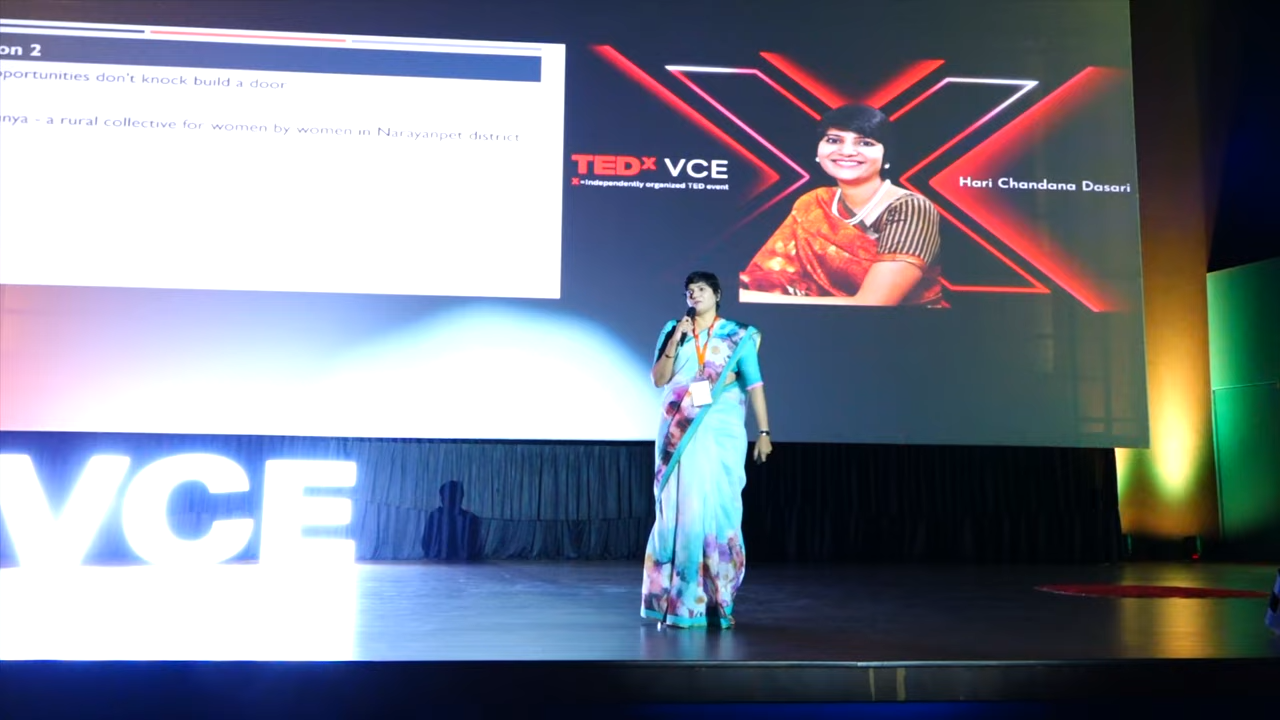 on 2
pportunities don't knock build a door
nya - a rural collective for women by women in Narayanpet district
TEDx VCE
x=independently organized TED event
Hari Chandana Dasari
VCE